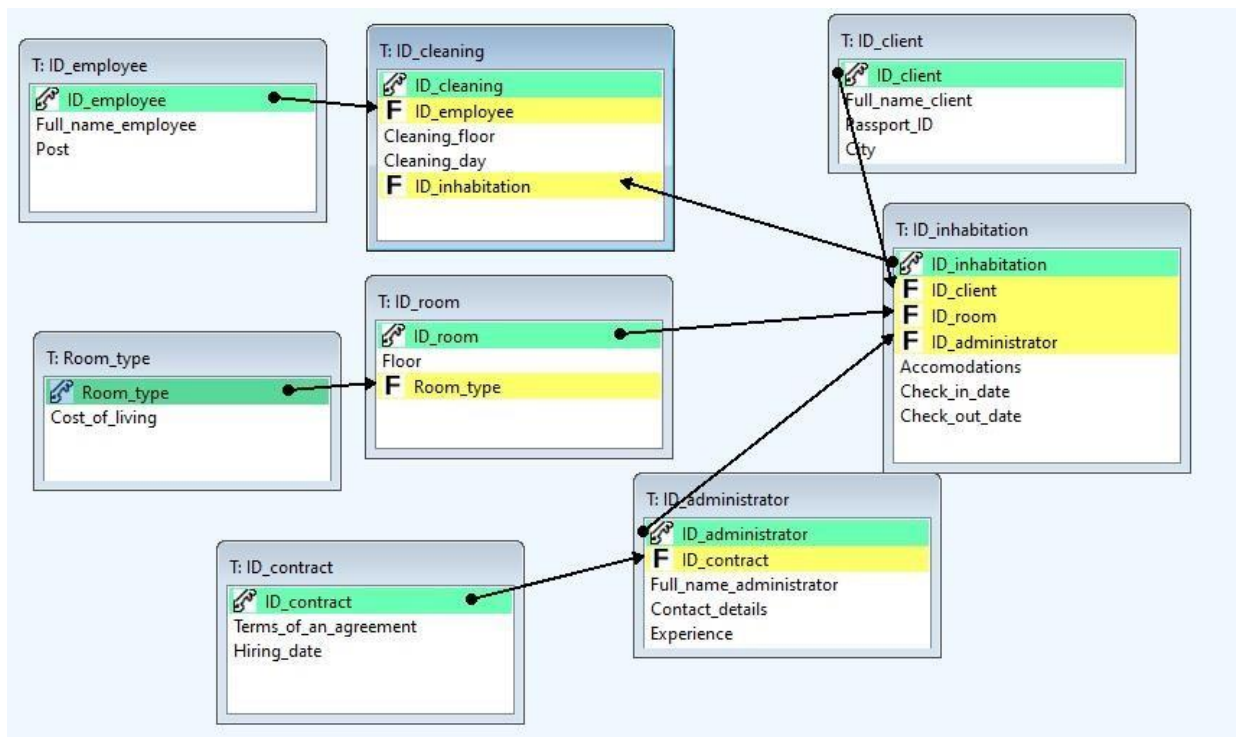 T: ID_employee
ID_employee
Full_name_employee
Post
T: ID_cleaning
ID_cleaning
F ID_employee
Cleaning_floor
Cleaning_day
F ID_inhabitation
T: ID_client
ID_client
Full_name_client
Passport_ID
City
T: ID_inhabitation
ID_inhabitation
F ID_client
F ID_room
F ID_administrator
Accomodations
Check_in_date
Check_out_date
T: ID_room
ID_room
Floor
F Room_type
T: Room_type
Room_type
Cost_of_living
T: ID_administrator
ID_administrator
F ID_contract
Full_name_administrator
Contact_details
Experience
T: ID_contract
ID_contract
Terms_of_an_agreement
Hiring_date